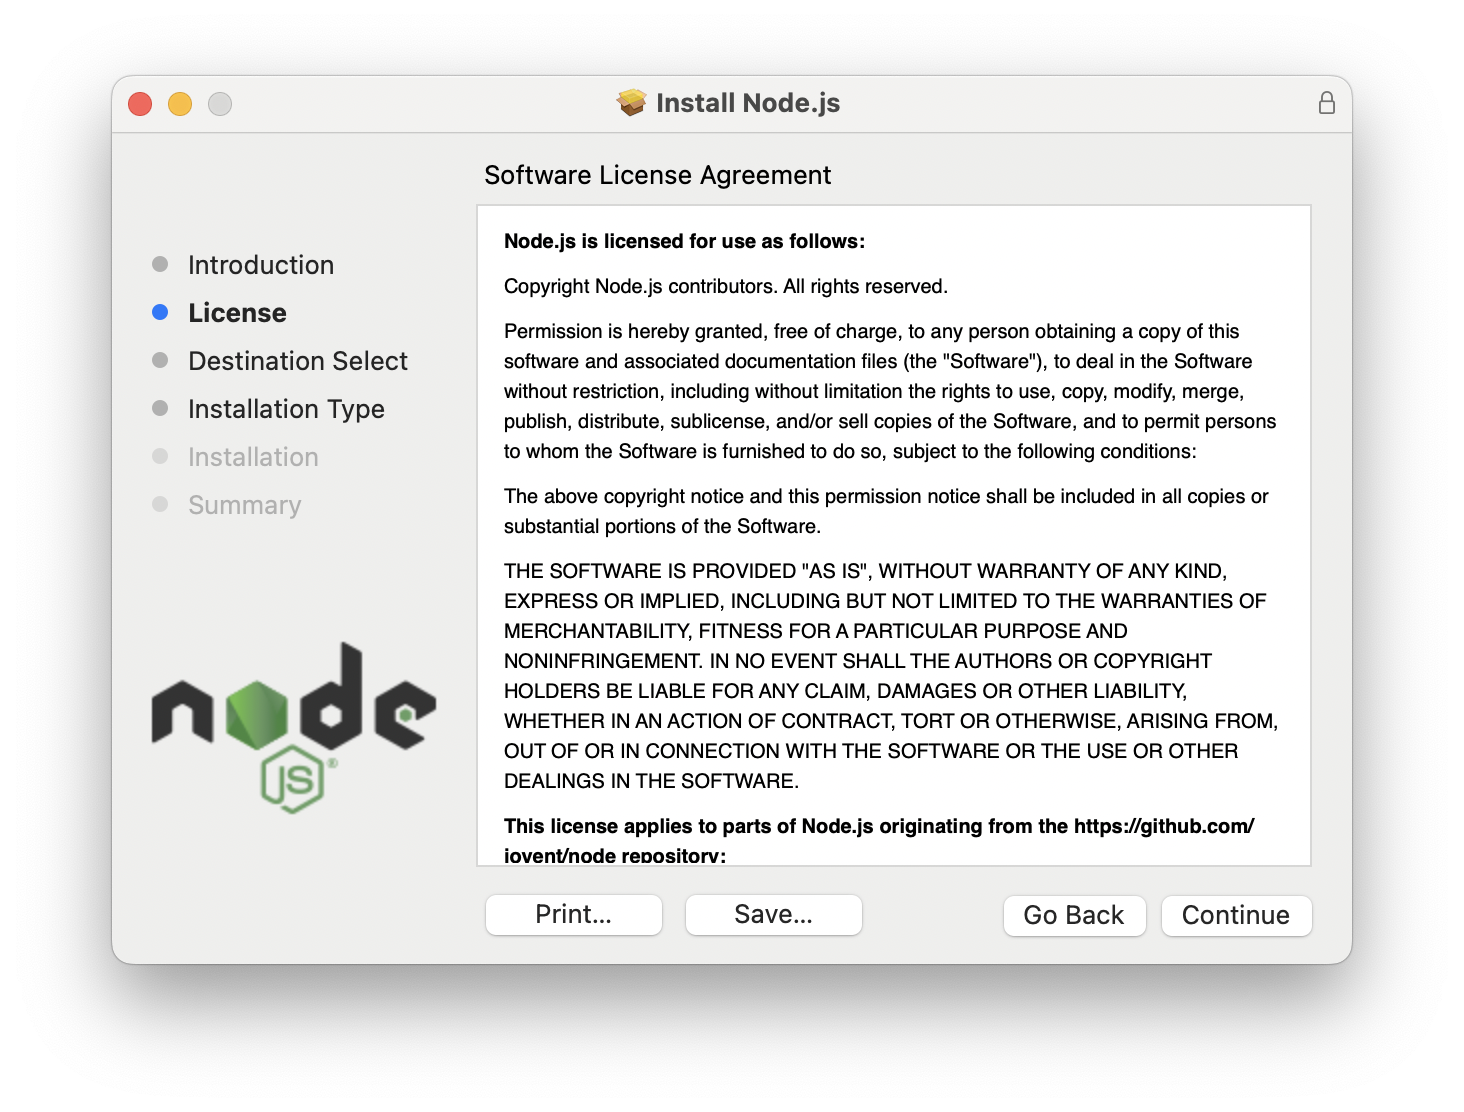 Install Node.js
Software License Agreement
Introduction
License
Destination Select
Installation Type
Installation
Summary
node
JS®
Node.js is licensed for use as follows:
Copyright Node.js contributors. All rights reserved.
Permission is hereby granted, free of charge, to any person obtaining a copy of this
software and associated documentation files (the "Software"), to deal in the Software
without restriction, including without limitation the rights to use, copy, modify, merge,
publish, distribute, sublicense, and/or sell copies of the Software, and to permit persons
to whom the Software is furnished to do so, subject to the following conditions:
The above copyright notice and this permission notice shall be included in all copies or
substantial portions of the Software.
THE SOFTWARE IS PROVIDED "AS IS", WITHOUT WARRANTY OF ANY KIND,
EXPRESS OR IMPLIED, INCLUDING BUT NOT LIMITED TO THE WARRANTIES OF
MERCHANTABILITY, FITNESS FOR A PARTICULAR PURPOSE AND
NONINFRINGEMENT. IN NO EVENT SHALL THE AUTHORS OR COPYRIGHT
HOLDERS BE LIABLE FOR ANY CLAIM, DAMAGES OR OTHER LIABILITY,
WHETHER IN AN ACTION OF CONTRACT, TORT OR OTHERWISE, ARISING FROM,
OUT OF OR IN CONNECTION WITH THE SOFTWARE OR THE USE OR OTHER
DEALINGS IN THE SOFTWARE.
This license applies to parts of Node.js originating from the https://github.com/
joyent/node repository:
Print...
Save...
Go Back
Continue